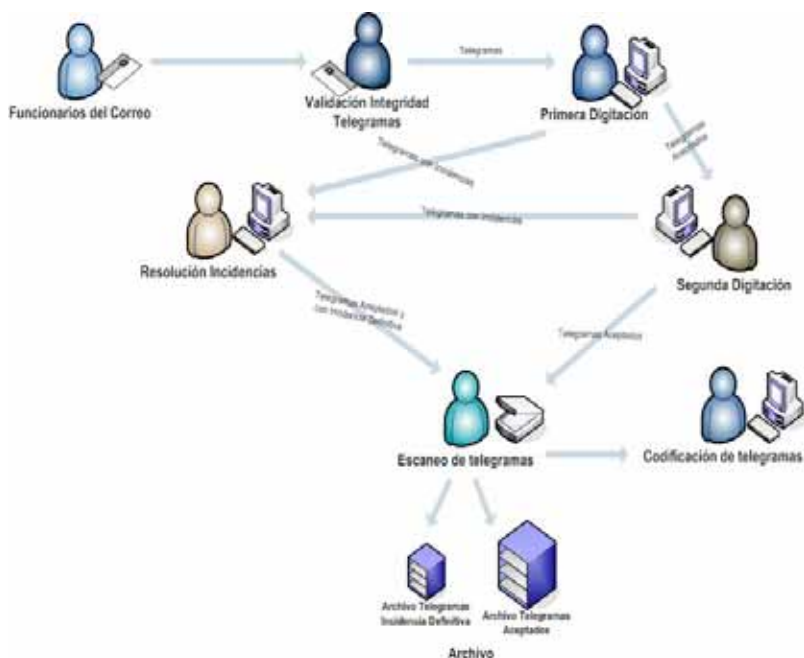 Telegramas
Funcionarios del Correo
Validación Integridad
Telegramas
Primera Digitación
Telegramas
Aceptados
Telegramas con Incidencias
Telegramas con Incidencias
Resolución Incidencias
Segunda Digitación
Telegramas Aceptados y
con Incidencia Definitiva
Telegramas Aceptados
Escaneo de telegramas
Codificación de telegramas
Archivo Telegramas
Incidencia Definitiva
Archivo Telegramas
Aceptados
Archivo